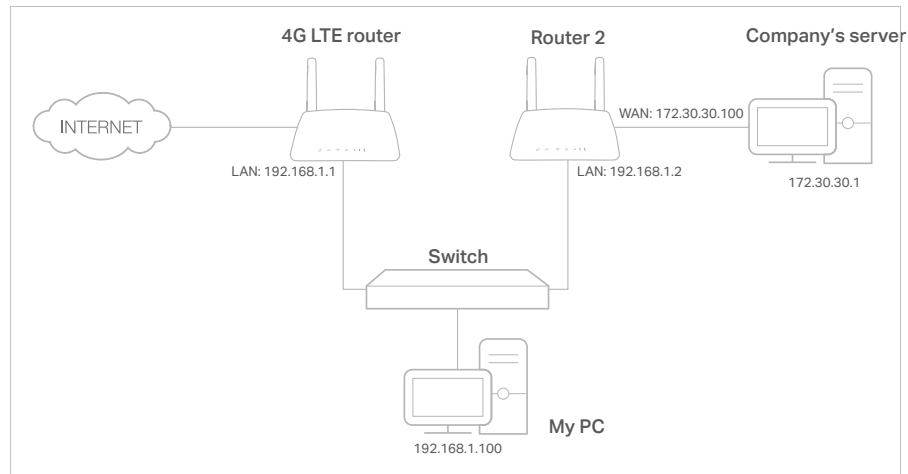 4G LTE router
Router 2
Company's server
INTERNET
WAN: 172.30.30.100
LAN: 192.168.1.1
LAN: 192.168.1.2
172.30.30.1
Switch
My PC
192.168.1.100